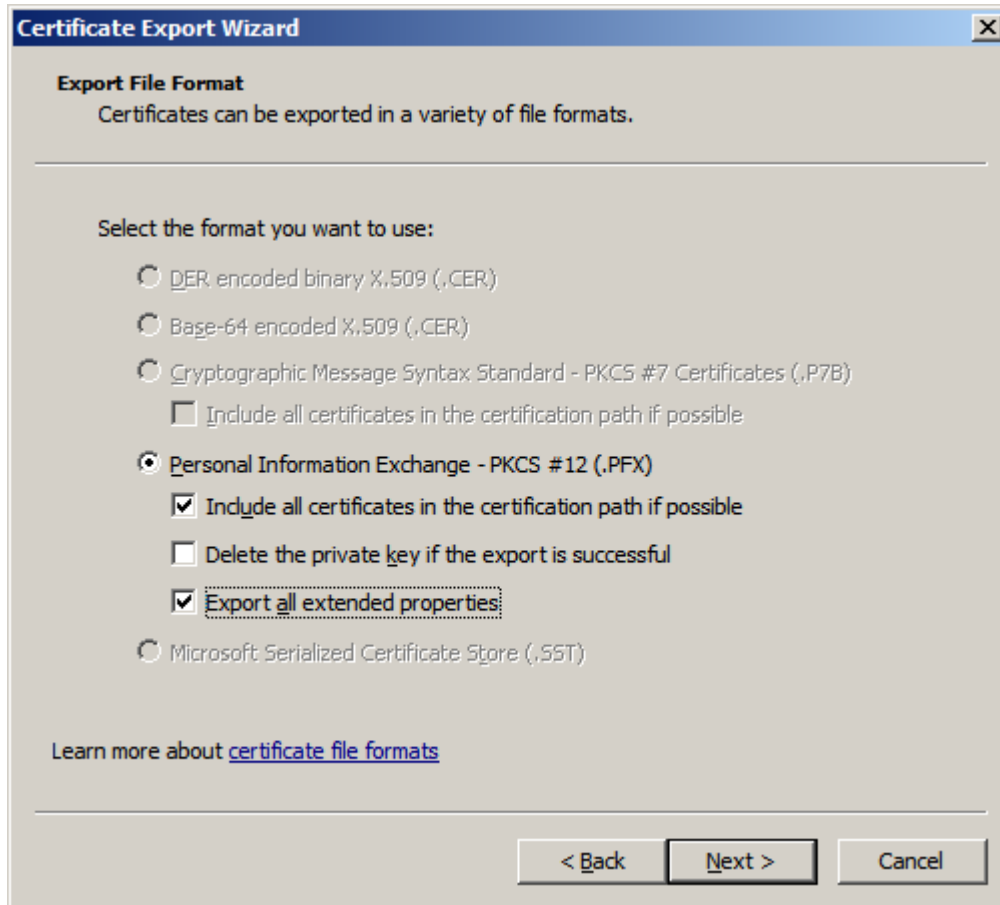 Certificate Export Wizard
Export File Format
Certificates can be exported in a variety of file formats.
Select the format you want to use:
DER encoded binary X.509 (.CER)
Base-64 encoded X.509 (.CER)
Cryptographic Message Syntax Standard - PKCS #7 Certificates (.P7B)
Include all certificates in the certification path if possible
Personal Information Exchange - PKCS #12 (.PFX)
Include all certificates in the certification path if possible
Delete the private key if the export is successful
Export all extended properties
Microsoft Serialized Certificate Store (.SST)
Learn more about certificate file formats
< Back Next > Cancel